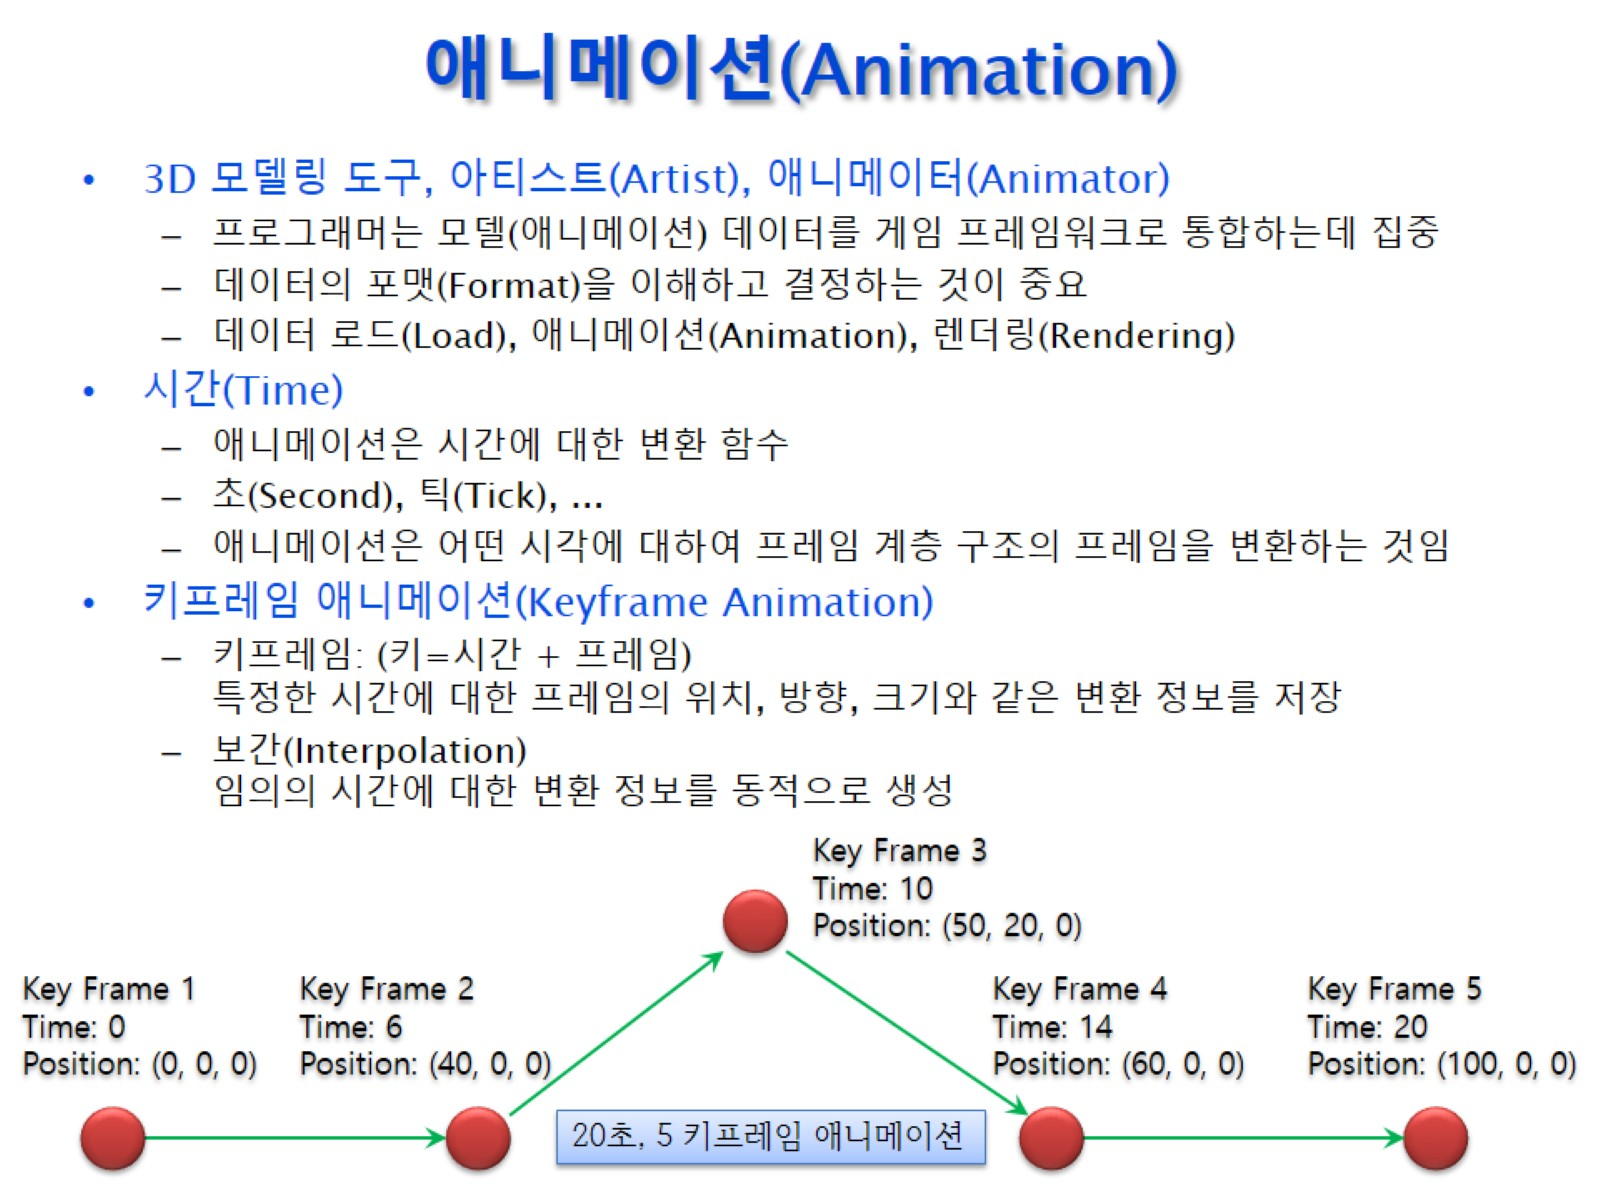 애니메이션(Animation)
• 3D 모델링 도구, 아티스트(Artist), 애니메이터(Animator)
– 프로그래머는 모델(애니메이션) 데이터를 게임 프레임워크로 통합하는데 집중
– 데이터의 포맷(Format)을 이해하고 결정하는 것이 중요
– 데이터 로드(Load), 애니메이션(Animation), 렌더링(Rendering)
• 시간(Time)
– 애니메이션은 시간에 대한 변환 함수
– 초(Second), 틱(Tick), ...
– 애니메이션은 어떤 시각에 대하여 프레임 계층 구조의 프레임을 변환하는 것임
• 키프레임 애니메이션(Keyframe Animation)
– 키프레임: (키=시간 + 프레임)
특정한 시간에 대한 프레임의 위치, 방향, 크기와 같은 변환 정보를 저장
– 보간(Interpolation)
임의의 시간에 대한 변환 정보를 동적으로 생성
Key Frame 1
Time: 0
Position: (0, 0, 0)
Key Frame 2
Time: 6
Position: (40, 0, 0)
Key Frame 3
Time: 10
Position: (50, 20, 0)
Key Frame 4
Time: 14
Position: (60, 0, 0)
Key Frame 5
Time: 20
Position: (100, 0, 0)
20초, 5 키프레임 애니메이션